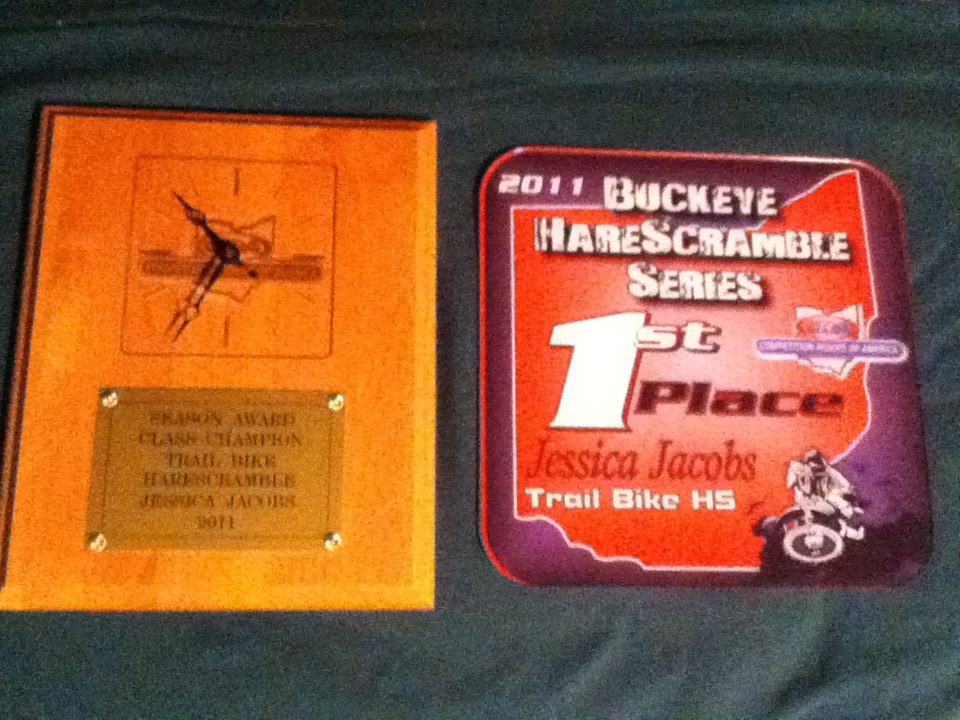 SEASON AWARD
CLASS CHAMPION
TRAIL BIKE
HARESCRAMBLE
JESSICA JACOBS
2011
2011 BUCKEYE
HARESCRAMBLE
SERIES
1st
Place
Jessica Jacobs
Trail Bike HS